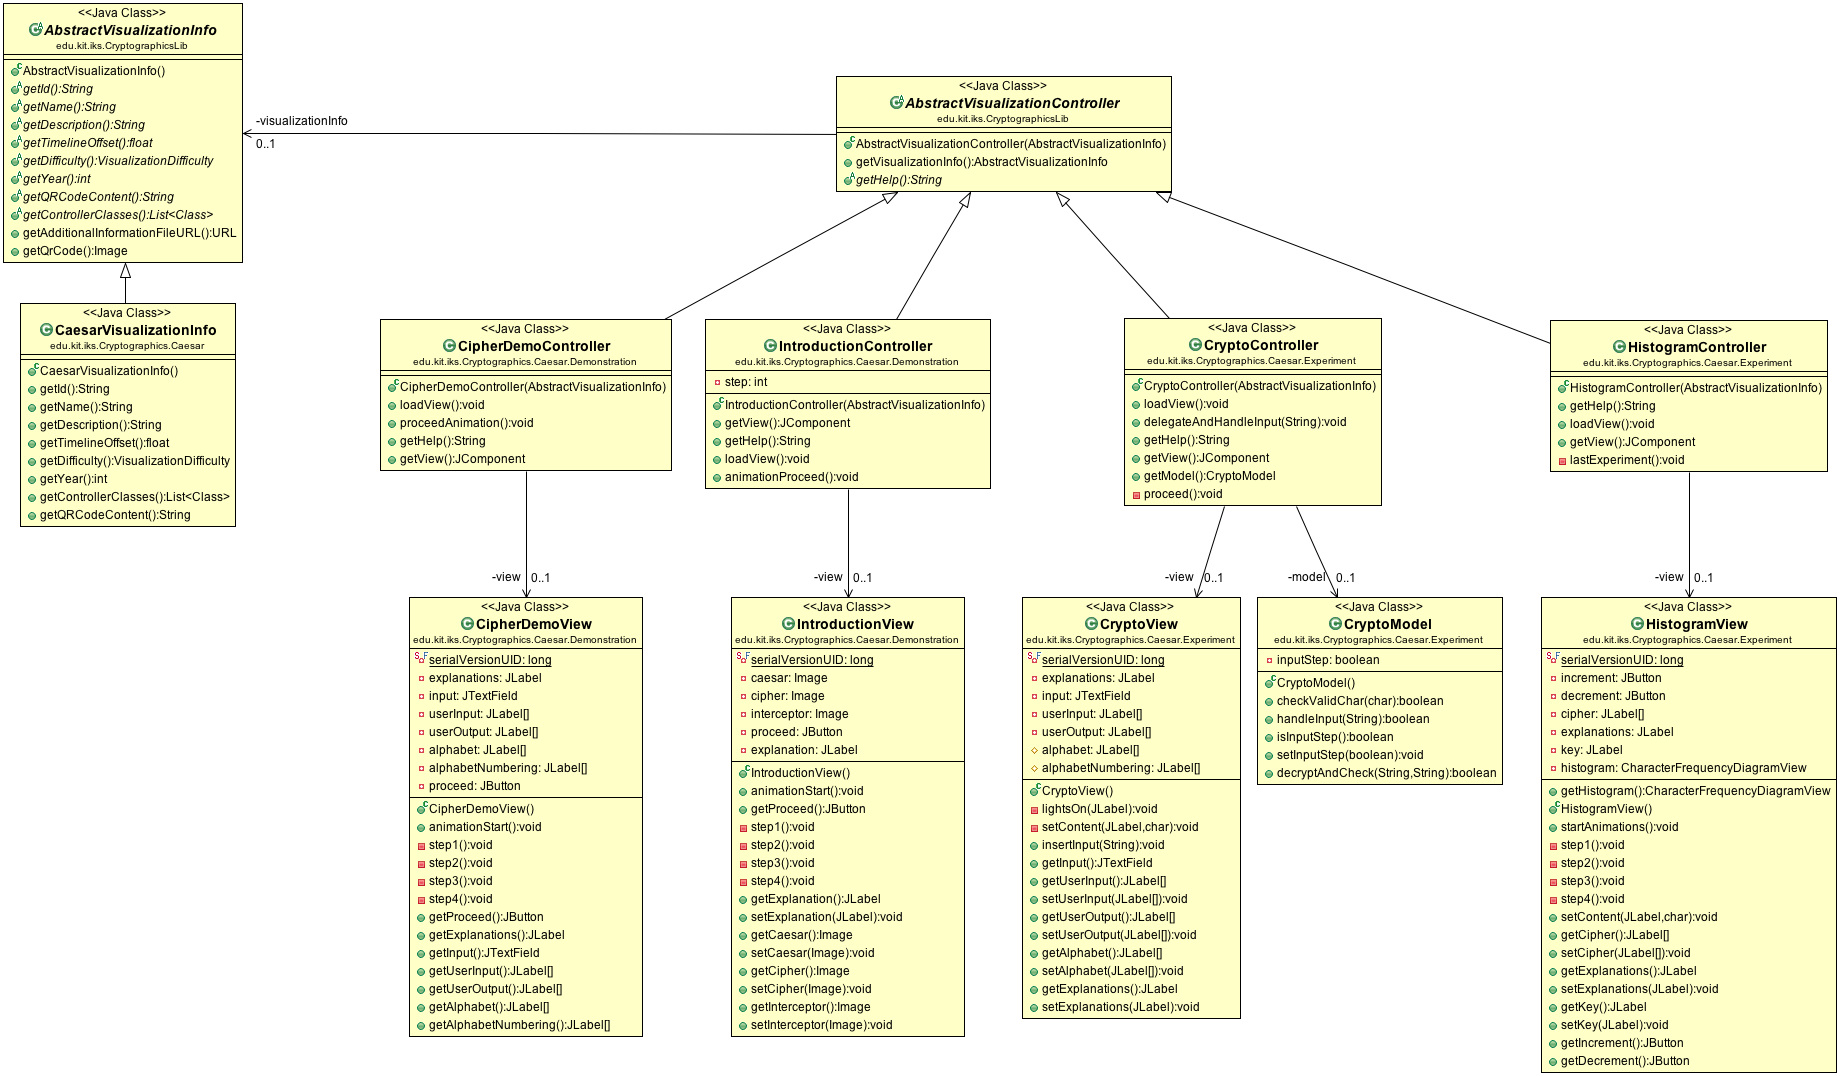 <<Java Class>>
AbstractVisualizationInfo
edu.kit.iks.CryptographicsLib
AbstractVisualizationInfo()
getId():String
getName():String
getDescription():String
getTimelineOffset():float
getDifficulty():VisualizationDifficulty
getYear():int
getQRCodeContent():String
getControllerClasses():List<Class>
getAdditionalInformationFileURL():URL
getQrCode():Image
-visualizationInfo
0..1
<<Java Class>>
AbstractVisualizationController
edu.kit.iks.CryptographicsLib
AbstractVisualizationController(AbstractVisualizationInfo)
getVisualizationInfo():AbstractVisualizationInfo
getHelp():String
<<Java Class>>
CaesarVisualizationInfo
edu.kit.iks.Cryptographics.Caesar
CaesarVisualizationInfo()
getId():String
getName():String
getDescription():String
getTimelineOffset():float
getDifficulty():VisualizationDifficulty
getYear():int
getControllerClasses():List<Class>
getQRCodeContent():String
<<Java Class>>
CipherDemoController
edu.kit.iks.Cryptographics.Caesar.Demonstration
CipherDemoController(AbstractVisualizationInfo)
loadView():void
proceedAnimation():void
getHelp():String
getView():JComponent
<<Java Class>>
IntroductionController
edu.kit.iks.Cryptographics.Caesar.Demonstration
step: int
IntroductionController(AbstractVisualizationInfo)
getView():JComponent
getHelp():String
loadView():void
animationProceed():void
<<Java Class>>
CryptoController
edu.kit.iks.Cryptographics.Caesar.Experiment
CryptoController(AbstractVisualizationInfo)
loadView():void
delegateAndHandleInput(String):void
getHelp():String
getView():JComponent
getModel():CryptoModel
proceed():void
<<Java Class>>
HistogramController
edu.kit.iks.Cryptographics.Caesar.Experiment
HistogramController(AbstractVisualizationInfo)
getHelp():String
loadView():void
getView():JComponent
lastExperiment():void
-view 0..1
-view 0..1
-view 0..1
-model 0..1
-view 0..1
<<Java Class>>
CipherDemoView
edu.kit.iks.Cryptographics.Caesar.Demonstration
serialVersionUID: long
explanations: JLabel
input: JTextField
userInput: JLabel[]
userOutput: JLabel[]
alphabet: JLabel[]
alphabetNumbering: JLabel[]
proceed: JButton
CipherDemoView()
animationStart():void
step1():void
step2():void
step3():void
step4():void
getProceed():JButton
getExplanations():JLabel
getInput():JTextField
getUserInput():JLabel[]
getUserOutput():JLabel[]
getAlphabet():JLabel[]
getAlphabetNumbering():JLabel[]
<<Java Class>>
IntroductionView
edu.kit.iks.Cryptographics.Caesar.Demonstration
serialVersionUID: long
caesar: Image
cipher: Image
interceptor: Image
proceed: JButton
explanation: JLabel
IntroductionView()
animationStart():void
getProceed():JButton
step1():void
step2():void
step3():void
step4():void
getExplanation():JLabel
setExplanation(JLabel):void
getCaesar():Image
setCaesar(Image):void
getCipher():Image
setCipher(Image):void
getInterceptor():Image
setInterceptor(Image):void
<<Java Class>>
CryptoView
edu.kit.iks.Cryptographics.Caesar.Experiment
serialVersionUID: long
explanations: JLabel
input: JTextField
userInput: JLabel[]
userOutput: JLabel[]
alphabet: JLabel[]
alphabetNumbering: JLabel[]
CryptoView()
lightsOn(JLabel):void
setContent(JLabel,char):void
insertInput(String):void
getInput():JTextField
getUserInput():JLabel[]
setUserInput(JLabel[]):void
getUserOutput():JLabel[]
setUserOutput(JLabel[]):void
getAlphabet():JLabel[]
setAlphabet(JLabel[]):void
getExplanations():JLabel
setExplanations(JLabel):void
<<Java Class>>
CryptoModel
edu.kit.iks.Cryptographics.Caesar.Experiment
inputStep: boolean
CryptoModel()
checkValidChar(char):boolean
handleInput(String):boolean
isInputStep():boolean
setInputStep(boolean):void
decryptAndCheck(String,String):boolean
<<Java Class>>
HistogramView
edu.kit.iks.Cryptographics.Caesar.Experiment
serialVersionUID: long
increment: JButton
decrement: JButton
cipher: JLabel[]
explanations: JLabel
key: JLabel
histogram: CharacterFrequencyDiagramView
getHistogram():CharacterFrequencyDiagramView
HistogramView()
startAnimations():void
step1():void
step2():void
step3():void
step4():void
setContent(JLabel,char):void
getCipher():JLabel[]
setCipher(JLabel[]):void
getExplanations():JLabel
setExplanations(JLabel):void
getKey():JLabel
setKey(JLabel):void
getIncrement():JButton
getDecrement():JButton